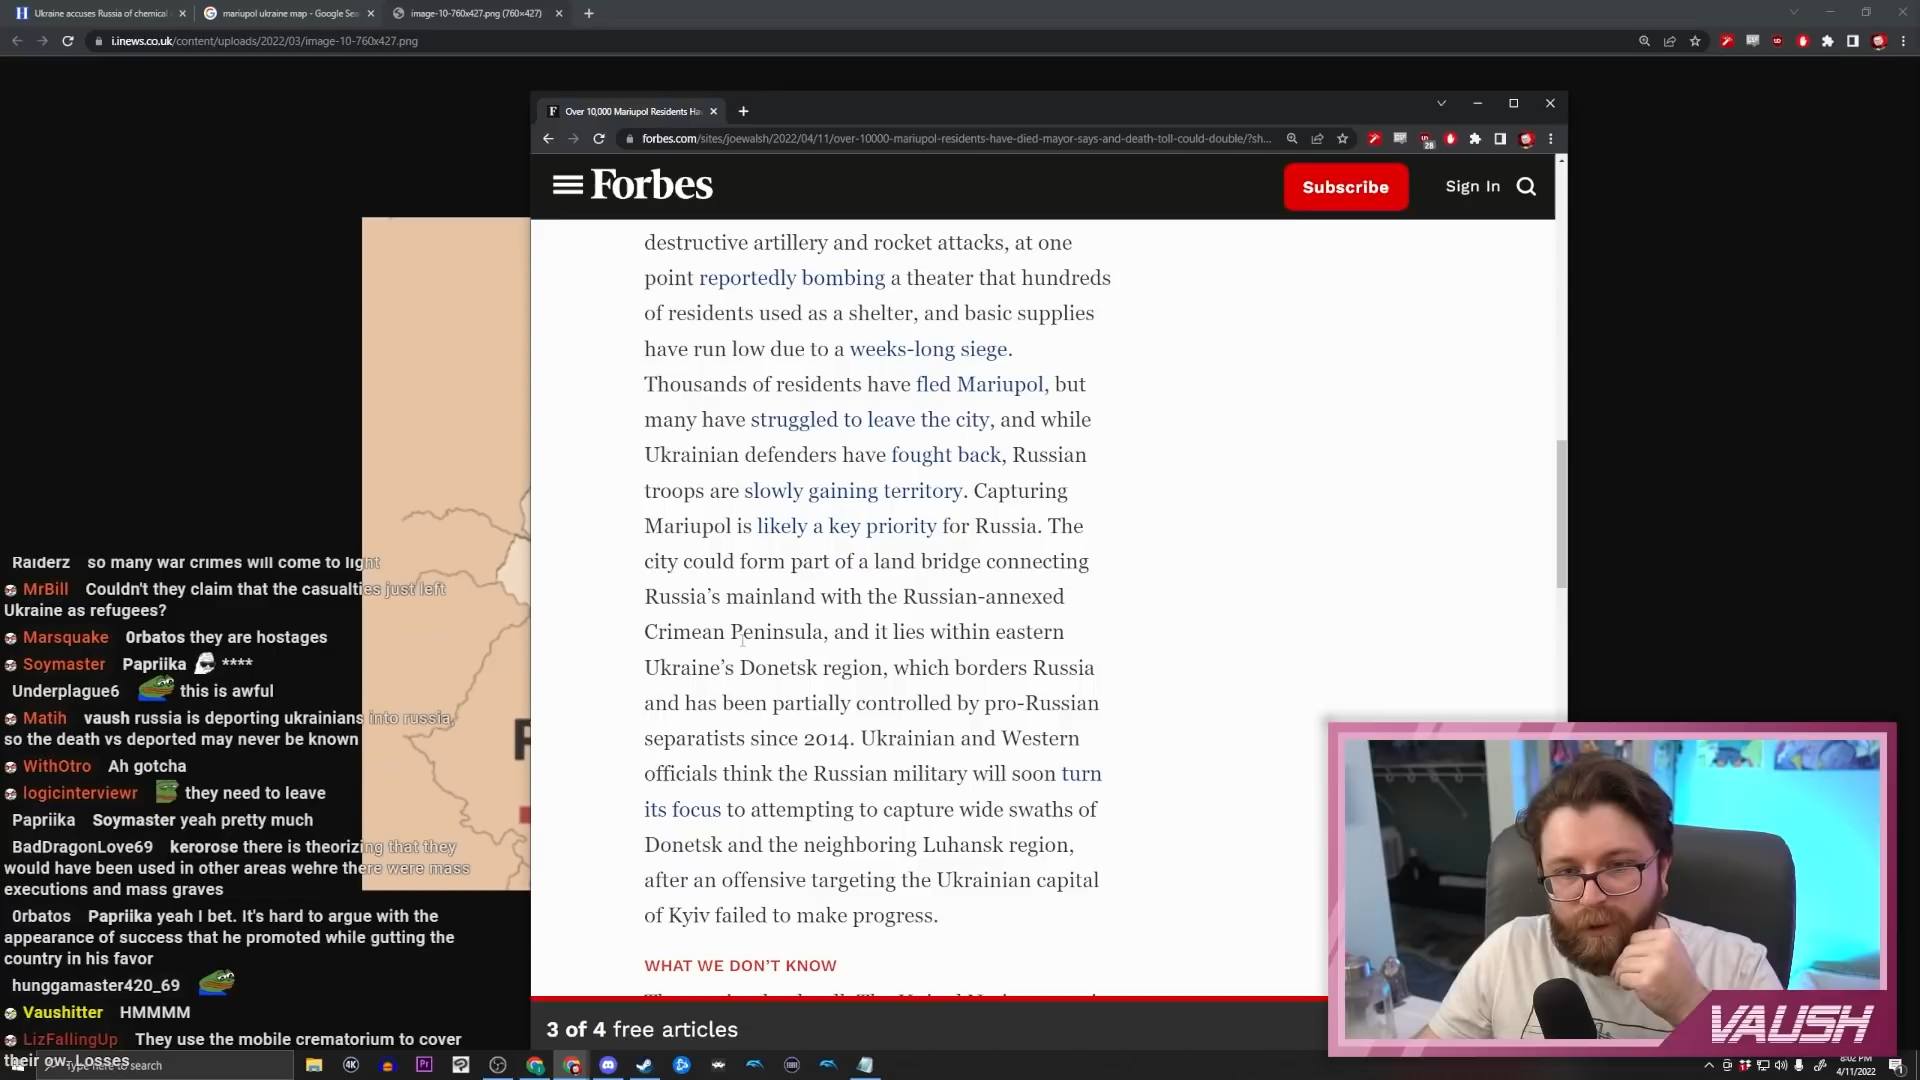 Ukraine accuses Russia of chemical
mariupol ukraine map - Google Se
image-10-760x427.png (760×427)
i.inews.co.uk/content/uploads/2022/03/image-10-760x427.png
F Over 10,000 Mariupol Residents Ha
forbes.com/sites/joewalsh/2022/04/11/over-10000-mariupol-residents-have-died-mayor-says-and-death-toll-could-double/?sh...
28
Forbes
Subscribe
Sign In
destructive artillery and rocket attacks, at one
point reportedly bombing a theater that hundreds
of residents used as a shelter, and basic supplies
have run low due to a weeks-long siege.
Thousands of residents have fled Mariupol, but
many have struggled to leave the city, and while
Ukrainian defenders have fought back, Russian
troops are slowly gaining territory. Capturing
Mariupol is likely a key priority for Russia. The
city could form part of a land bridge connecting
Russia's mainland with the Russian-annexed
Crimean Peninsula, and it lies within eastern
Ukraine's Donetsk region, which borders Russia
and has been partially controlled by pro-Russian
separatists since 2014. Ukrainian and Western
officials think the Russian military will soon turn
its focus to attempting to capture wide swaths of
Donetsk and the neighboring Luhansk region,
after an offensive targeting the Ukrainian capital
of Kyiv failed to make progress.
WHAT WE DON'T KNOW
3 of 4 free articles
Raiderz so many war crimes will come to light
MrBill Couldn't they claim that the casualties just left
Ukraine as refugees?
Marsquake 0rbatos they are hostages
Soymaster Papriika ****
Underplague6 this is awful
Matih vaush russia is deporting ukrainians into russia,
so the death vs deported may never be known
WithOtro Ah gotcha
logicinterviewr they need to leave
Papriika Soymaster yeah pretty much
BadDragonLove69 kerorose there is theorizing that they
would have been used in other areas wehre there were mass
executions and mass graves
0rbatos Papriika yeah I bet. It's hard to argue with the
appearance of success that he promoted while gutting the
country in his favor
hunggamaster420_69
Vaushitter HMMMM
LizFallingUp They use the mobile crematorium to cover
their ow. Losses
Type here to search
4K
Pr
VAUSH
8:02 PM
4/11/2022